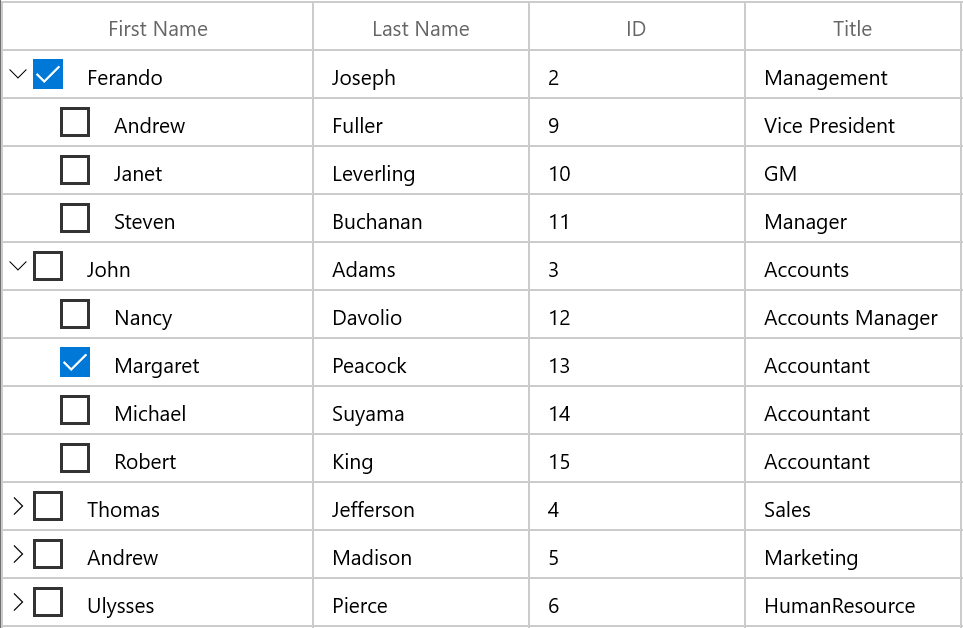 First Name Last Name ID Title
Ferando Joseph 2 Management
Andrew Fuller 9 Vice President
Janet Leverling 10 GM
Steven Buchanan 11 Manager
John Adams 3 Accounts
Nancy Davolio 12 Accounts Manager
Margaret Peacock 13 Accountant
Michael Suyama 14 Accountant
Robert King 15 Accountant
Thomas Jefferson 4 Sales
Andrew Madison 5 Marketing
Ulysses Pierce 6 HumanResource